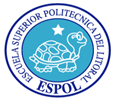 ESCUELA SUPERIOR POLITECNICA DEL LITORAL
ESPOL